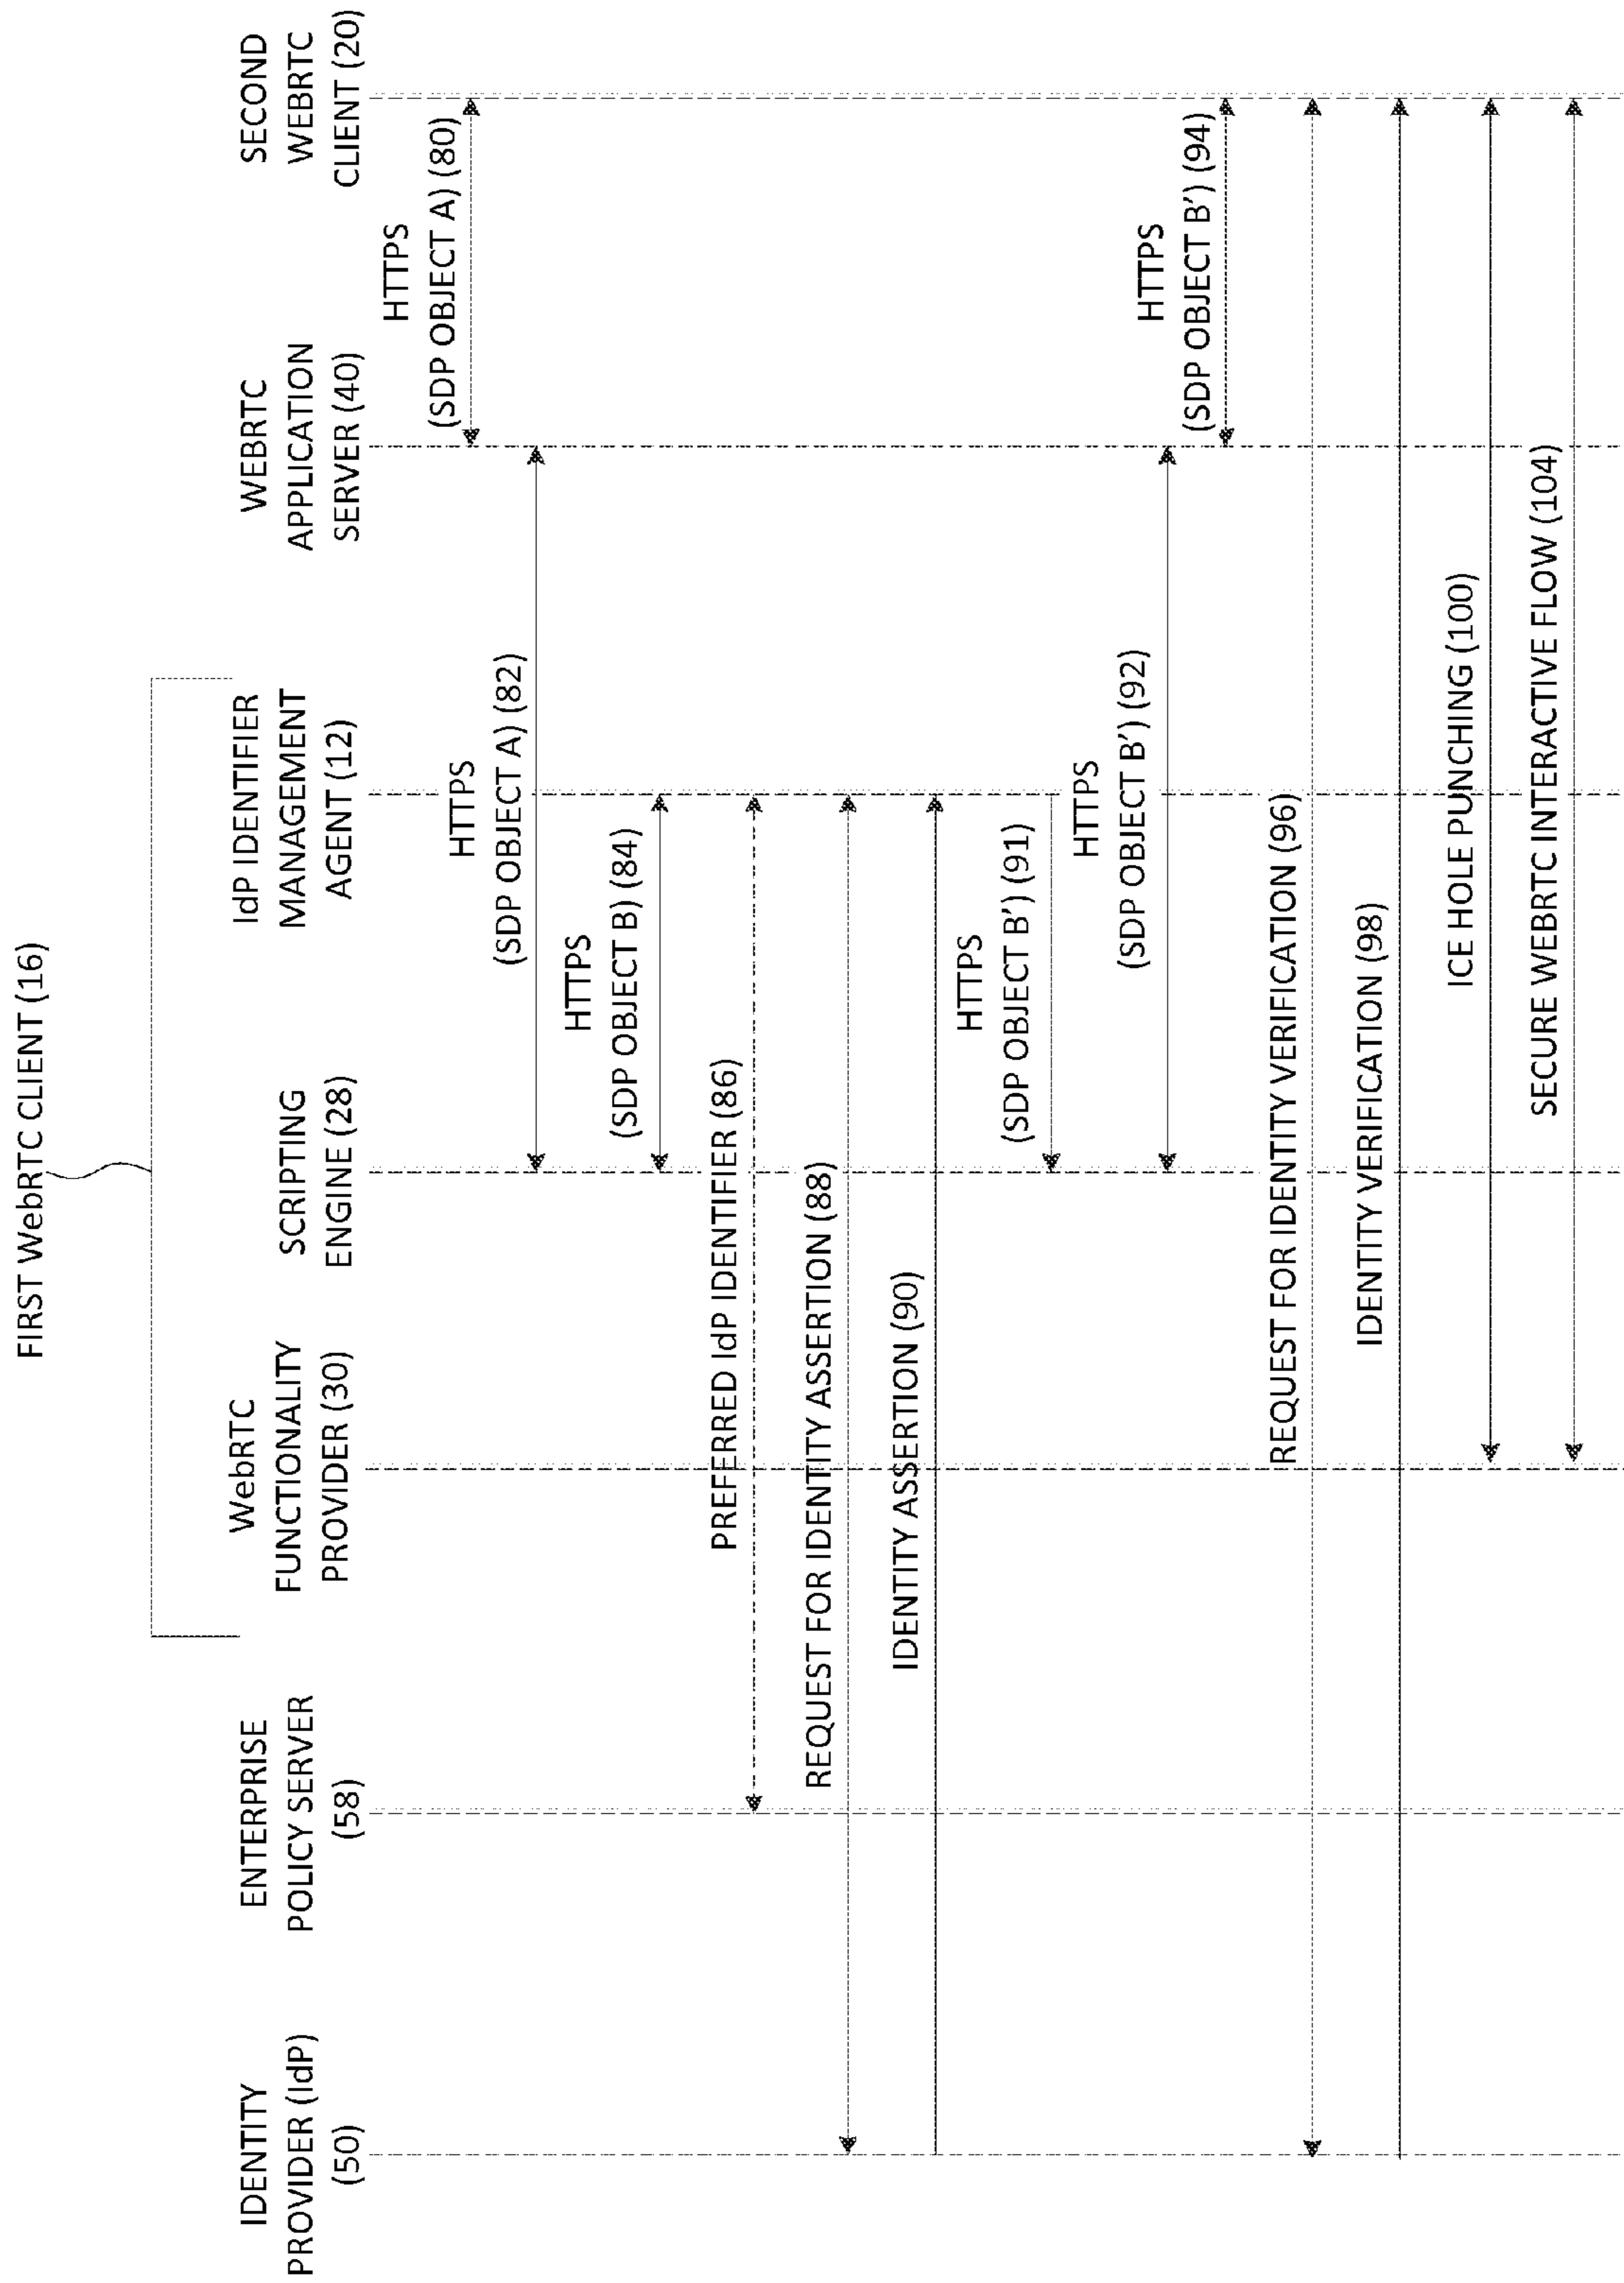 FIRST WebRTC CLIENT (16)
IDENTITY
PROVIDER (IdP)
(50)
ENTERPRISE
POLICY SERVER
(58)
WebRTC
FUNCTIONALITY
PROVIDER (30)
SCRIPTING
ENGINE (28)
IdP IDENTIFIER
MANAGEMENT
AGENT (12)
WEBRTC
APPLICATION
SERVER (40)
SECOND
WEBRTC
CLIENT (20)
HTTPS
(SDP OBJECT A) (80)
HTTPS
(SDP OBJECT A) (82)
HTTPS
(SDP OBJECT B) (84)
PREFERRED IdP IDENTIFIER (86)
REQUEST FOR IDENTITY ASSERTION (88)
IDENTITY ASSERTION (90)
HTTPS
(SDP OBJECT B') (91)
HTTPS
(SDP OBJECT B') (92)
HTTPS
(SDP OBJECT B') (94)
REQUEST FOR IDENTITY VERIFICATION (96)
IDENTITY VERIFICATION (98)
ICE HOLE PUNCHING (100)
SECURE WEBRTC INTERACTIVE FLOW (104)